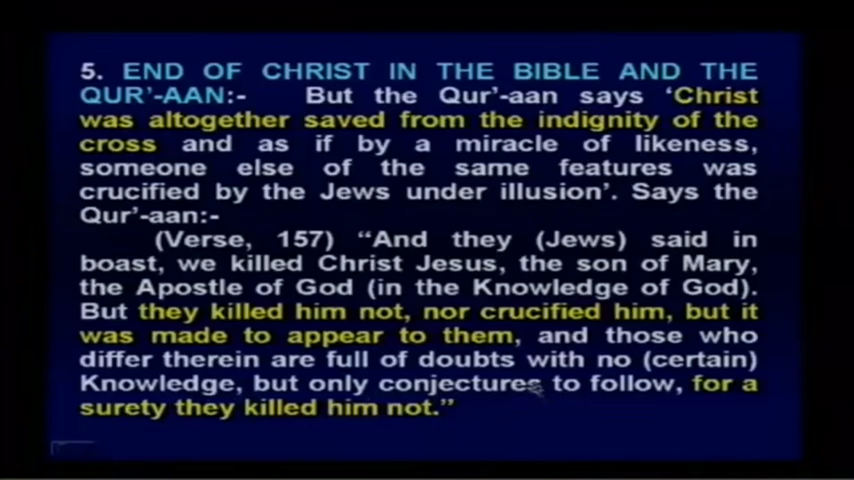 5. END OF CHRIST IN THE BIBLE AND THE
QUR'-AAN:- But the Qur'-aan says 'Christ
was altogether saved from the indignity of the
cross and as if by a miracle of likeness,
someone else of the same features was
crucified by the Jews under illusion'. Says the
Qur'-aan:-
(Verse, 157) "And they (Jews) said in
boast, we killed Christ Jesus, the son of Mary,
the Apostle of God (in the Knowledge of God).
But they killed him not, nor crucified him, but it
was made to appear to them, and those who
differ therein are full of doubts with no (certain)
Knowledge, but only conjectures to follow, for a
surety they killed him not."